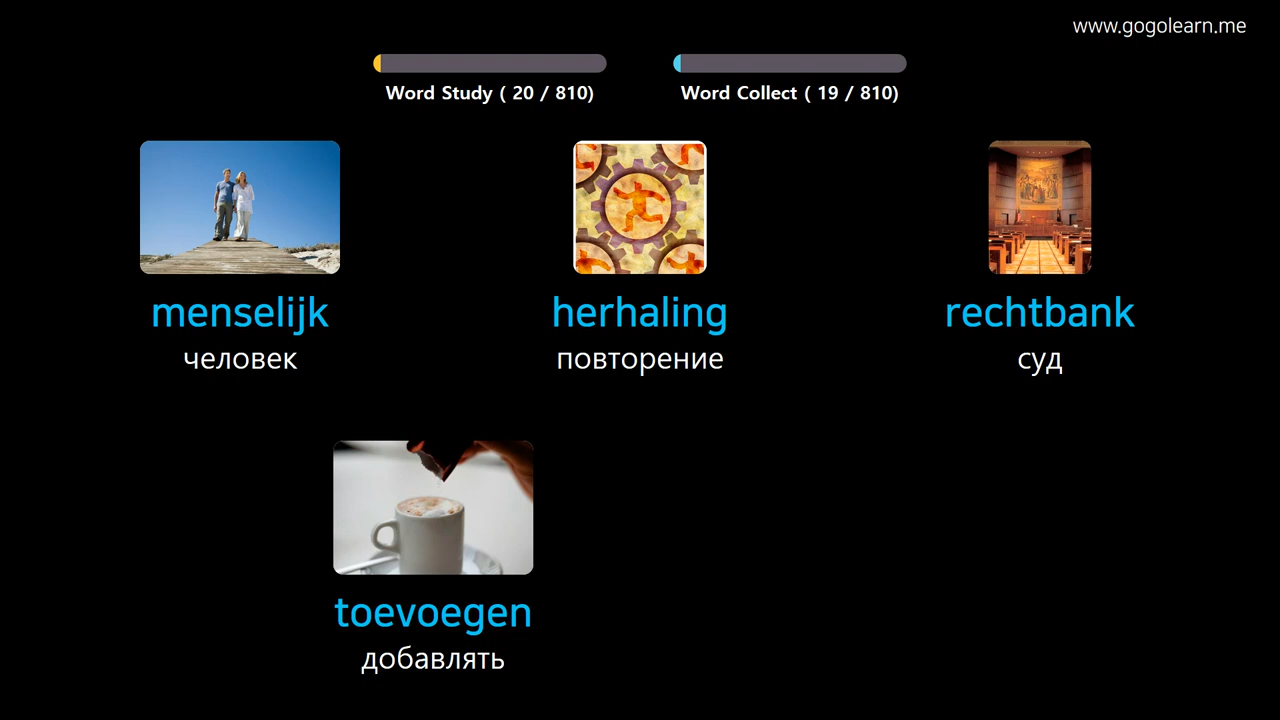 www.gogolearn.me
Word Study ( 20 / 810)
Word Collect ( 19 / 810)
menselijk
человек
herhaling
повторение
rechtbank
суд
toevoegen
добавлять